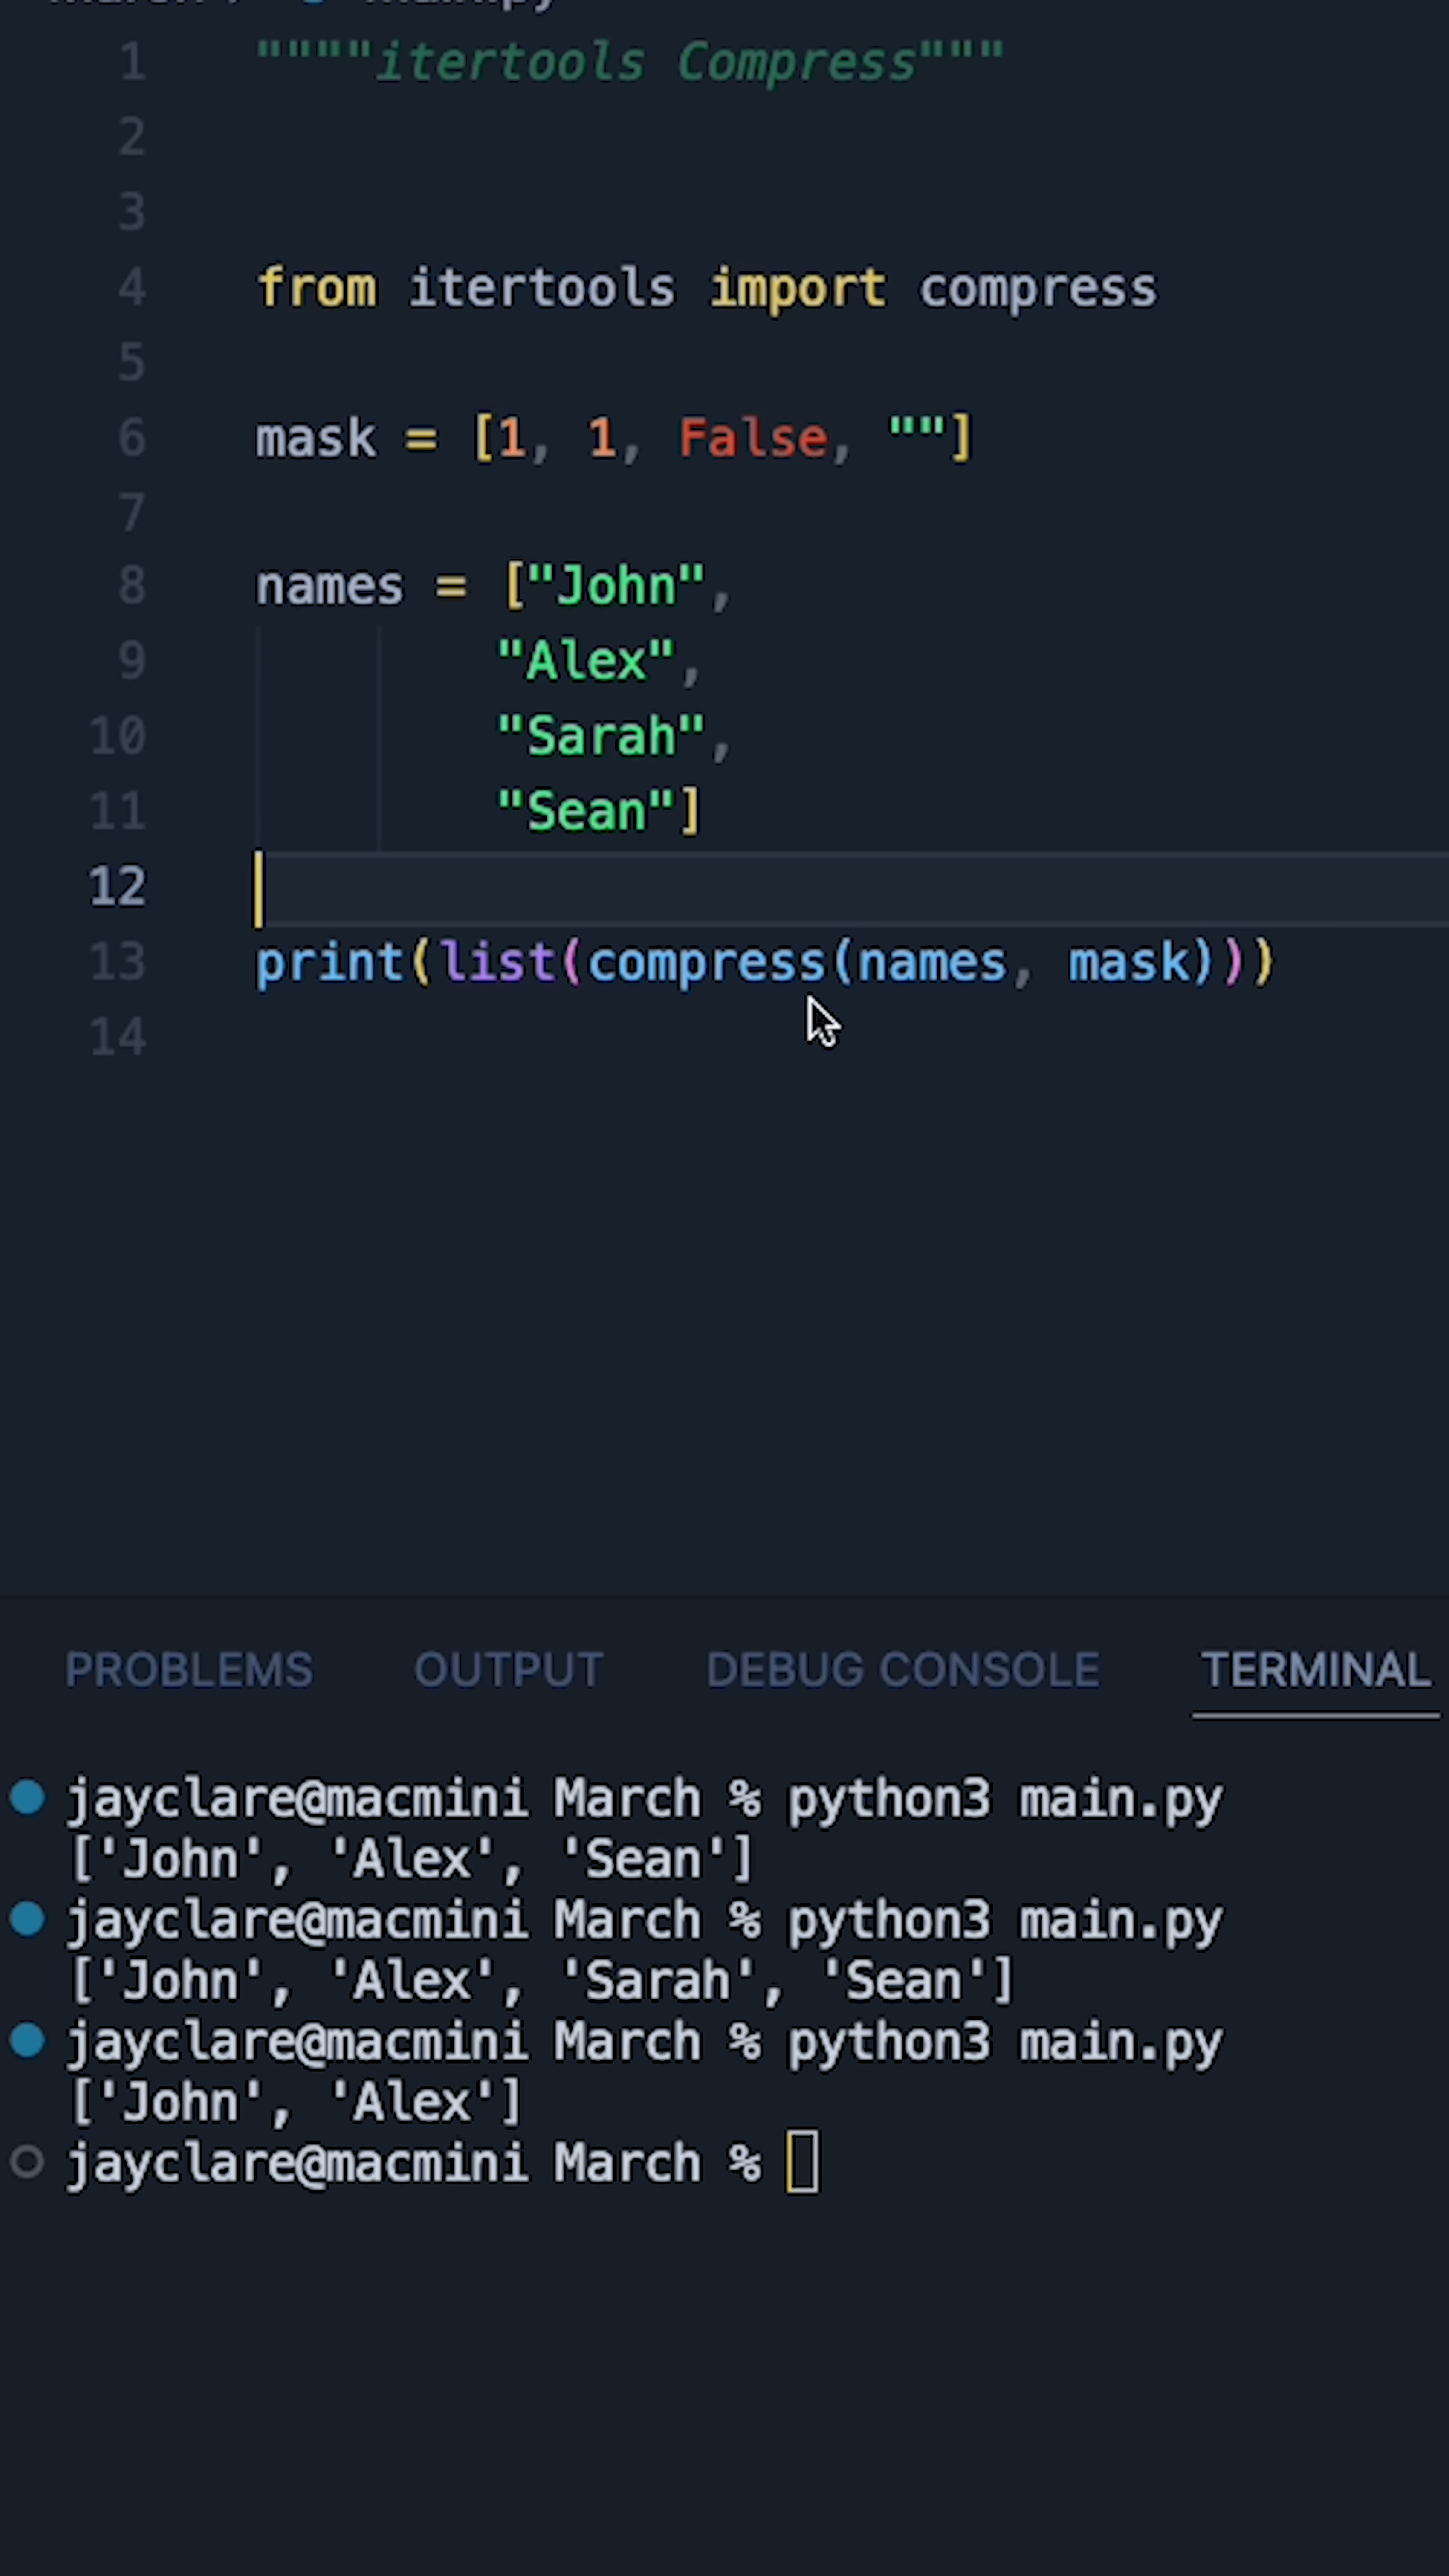 1 """"itertools Compress"""
2
3
4 from itertools import compress
5
6 mask = [1, 1, False, ""]
7
8 names = ["John",
9 "Alex",
10 "Sarah",
11 "Sean"]
12
13 print(list(compress(names, mask)))
14
PROBLEMS OUTPUT DEBUG CONSOLE TERMINAL
jayclare@macmini March % python3 main.py
['John', 'Alex', 'Sean']
jayclare@macmini March % python3 main.py
['John', 'Alex', 'Sarah', 'Sean']
jayclare@macmini March % python3 main.py
['John', 'Alex']
jayclare@macmini March %